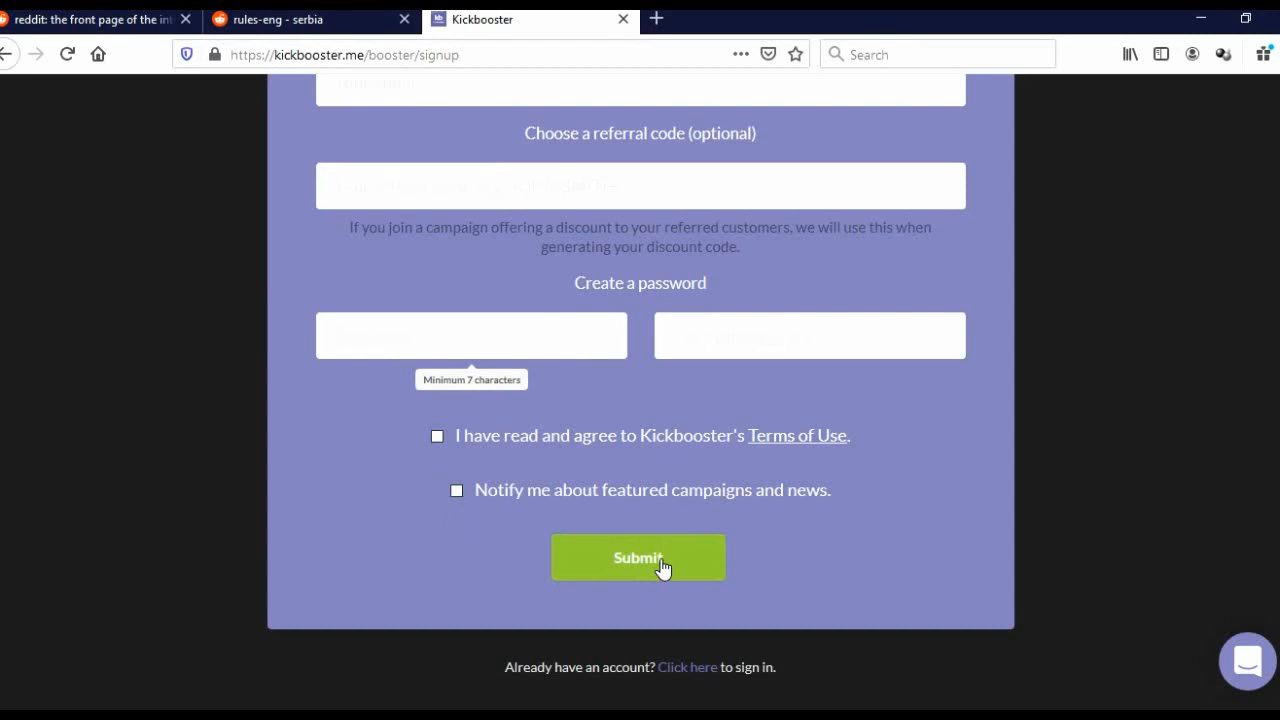 reddit: the front page of the int
rules-eng - serbia
Kickbooster
https://kickbooster.me/booster/signup
Search
Choose a referral code (optional)
If you join a campaign offering a discount to your referred customers, we will use this when
generating your discount code.
Create a password
Minimum 7 characters
I have read and agree to Kickbooster's Terms of Use.
Notify me about featured campaigns and news.
Submit
Already have an account? Click here to sign in.